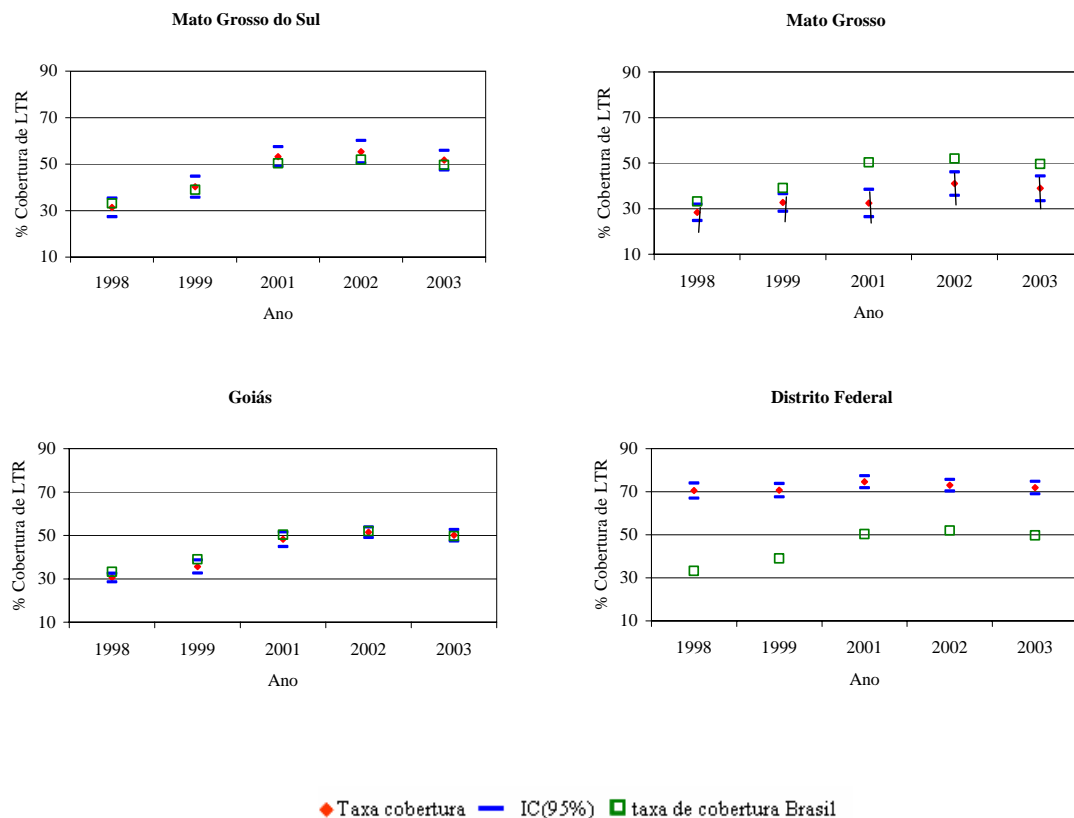 Mato Grosso do Sul
% Cobertura de LTR
90
70
50
30
10
1998 1999 2001 2002 2003
Ano
Mato Grosso
% Cobertura de LTR
90
70
50
30
10
1998 1999 2001 2002 2003
Ano
Goiás
% Cobertura de LTR
90
70
50
30
10
1998 1999 2001 2002 2003
Ano
Distrito Federal
% Cobertura de LTR
90
70
50
30
10
1998 1999 2001 2002 2003
Ano
Taxa cobertura IC(95%) taxa de cobertura Brasil